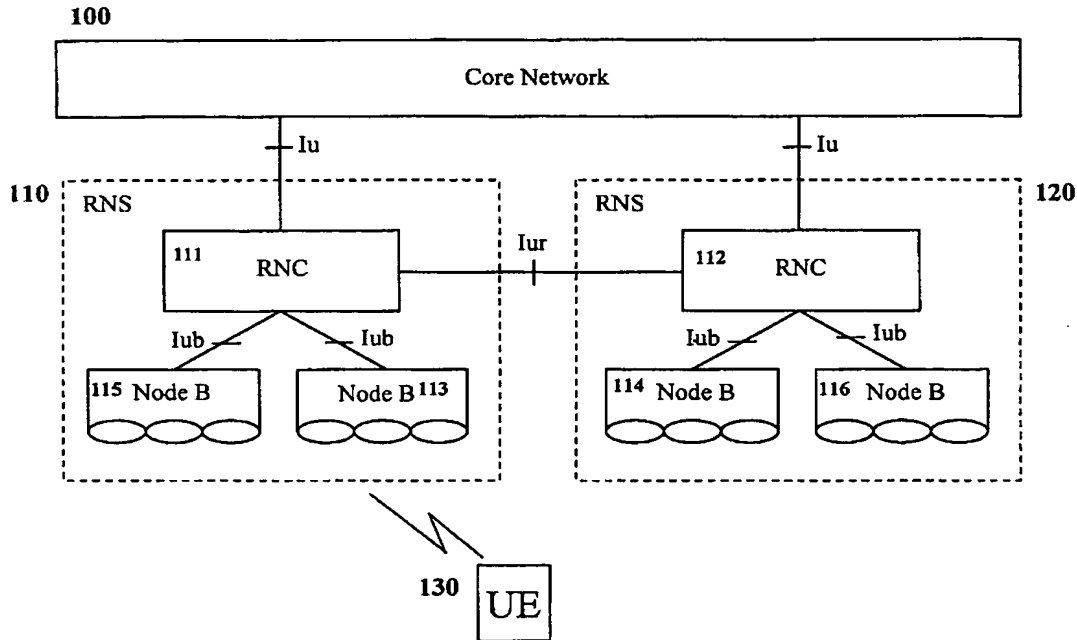 100
Core Network
Iu
Iu
110
RNS
RNS
120
111
RNC
Iur
112
RNC
Iub
Iub
Iub
Iub
115 Node B
Node B 113
114 Node B
116 Node B
130
UE